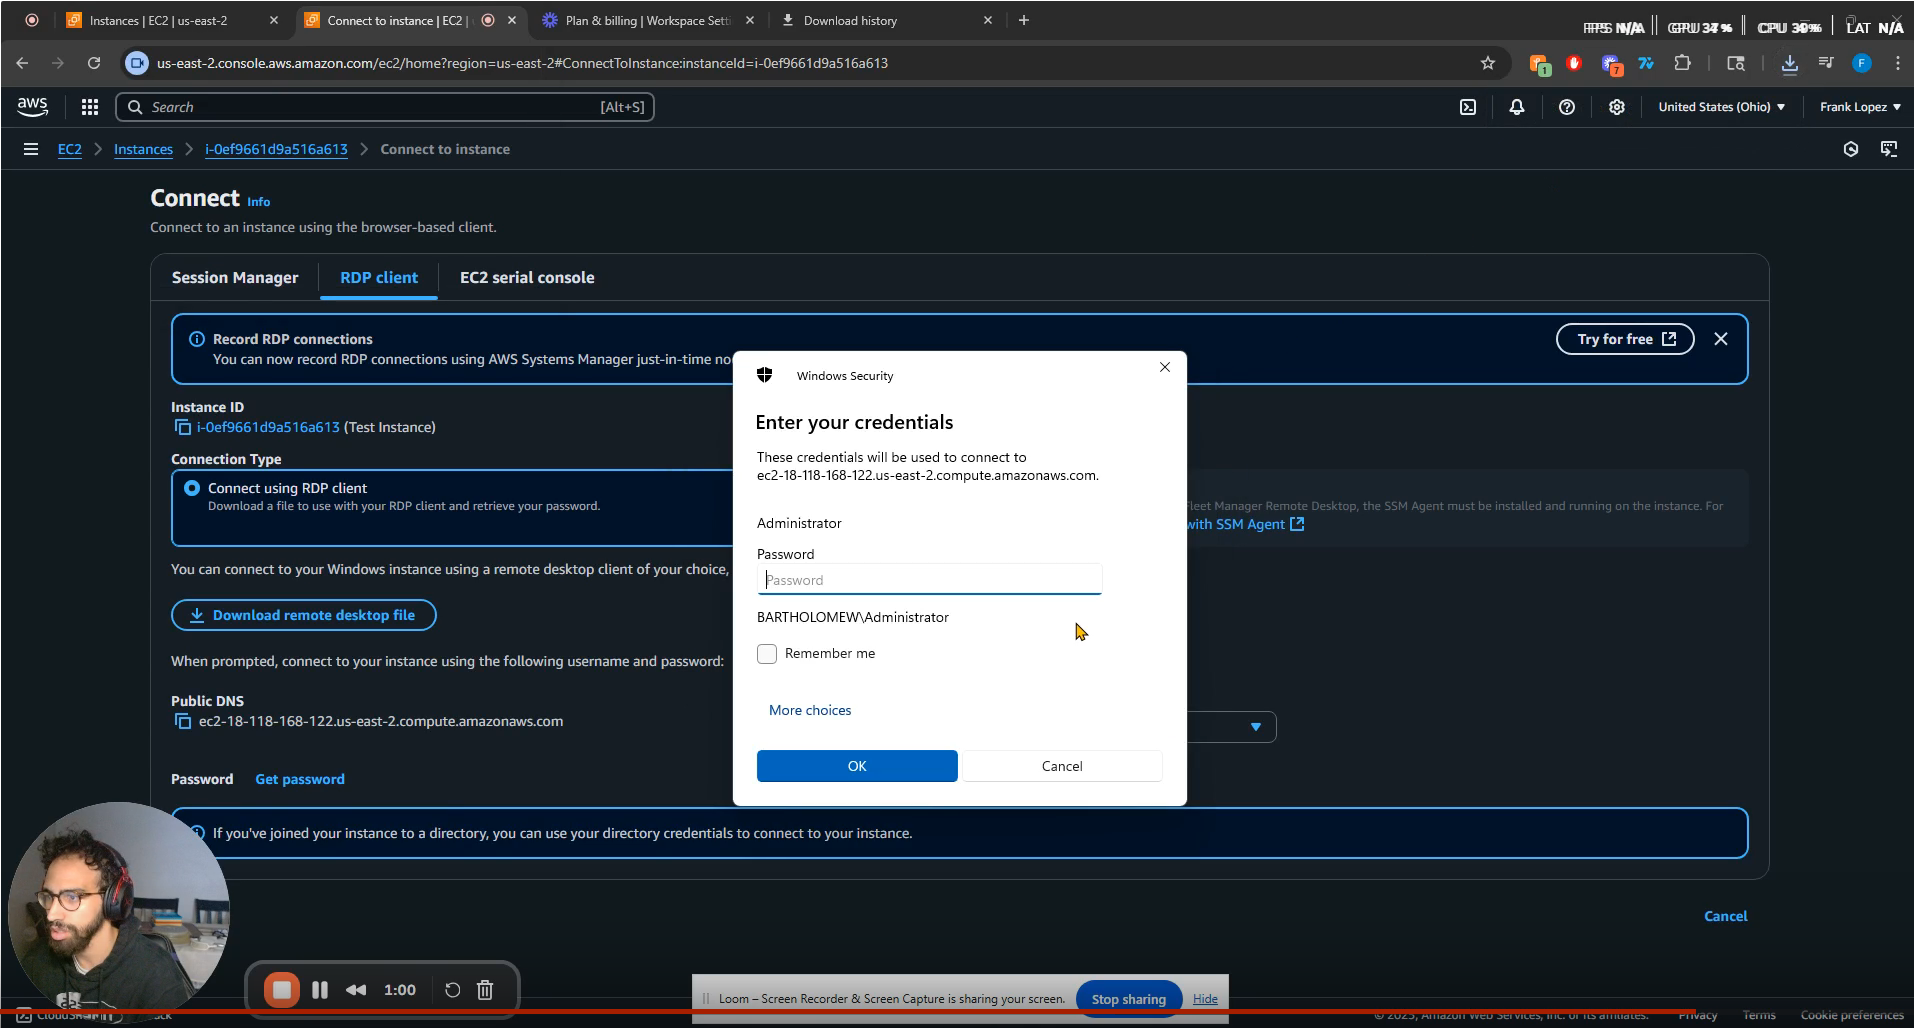 Instances | EC2 | us-east-2
Connect to instance | EC2 |
Plan & billing | Workspace Setti
Download history
FPS N/A
GPU
CPU
LAT N/A
us-east-2.console.aws.amazon.com/ec2/home?region=us-east-2#ConnectToInstance:instanceId=i-0ef9661d9a516a613
1
7
F
aws
Search
[Alt+S]
United States (Ohio)
Frank Lopez
EC2
Instances
i-0ef9661d9a516a613
Connect to instance
Connect Info
Connect to an instance using the browser-based client.
Session Manager
RDP client
EC2 serial console
Record RDP connections
You can now record RDP connections using AWS Systems Manager just-in-time no
Try for free
Instance ID
i-0ef9661d9a516a613 (Test Instance)
Connection Type
Connect using RDP client
Download a file to use with your RDP client and retrieve your password.
Fleet Manager Remote Desktop, the SSM Agent must be installed and running on the instance. For
with SSM Agent
You can connect to your Windows instance using a remote desktop client of your choice,
Download remote desktop file
When prompted, connect to your instance using the following username and password:
Public DNS
ec2-18-118-168-122.us-east-2.compute.amazonaws.com
Password Get password
If you've joined your instance to a directory, you can use your directory credentials to connect to your instance.
Cancel
Windows Security
Enter your credentials
These credentials will be used to connect to
ec2-18-118-168-122.us-east-2.compute.amazonaws.com.
Administrator
Password
Password
BARTHOLOMEW\Administrator
Remember me
More choices
OK
Cancel
1:00
Loom – Screen Recorder & Screen Capture is sharing your screen.
Stop sharing
Hide
© 2025, Amazon Web Services, Inc. or its affiliates.
Privacy
Terms
Cookie preferences